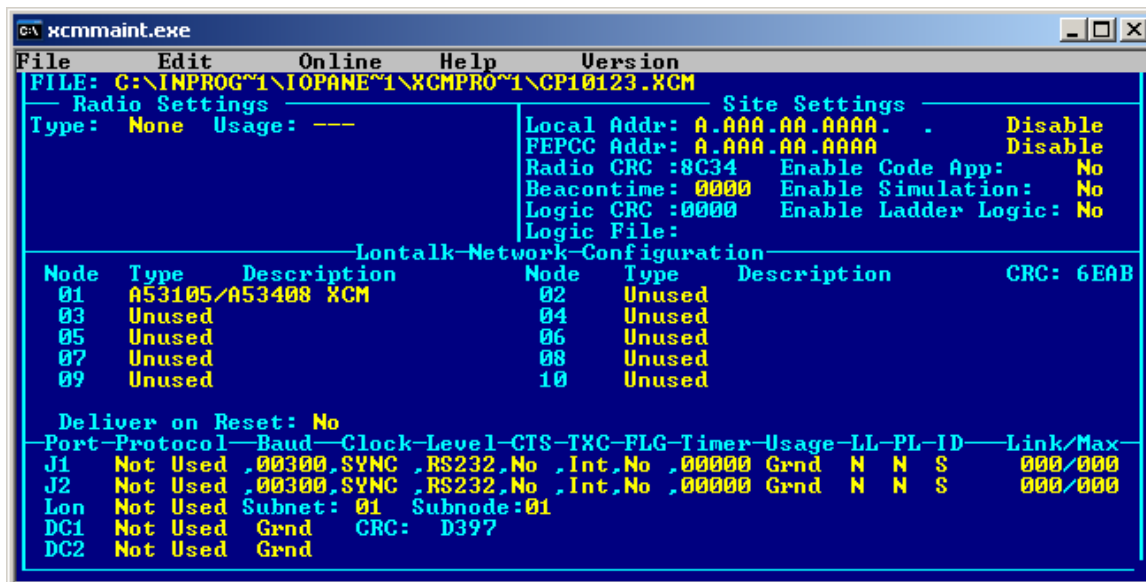 xcmmaint.exe
File Edit Online Help Version
FILE: C:\INPROG~1\IOPANE~1\XCMPRO~1\CP10123.XCM
Radio Settings
Site Settings
Type: None Usage: ---
Local Addr: A.AAA.AA.AAAA. . Disable
FEPCC Addr: A.AAA.AA.AAAA Disable
Radio CRC :8C34 Enable Code App: No
Beacontime: 0000 Enable Simulation: No
Logic CRC :0000 Enable Ladder Logic: No
Logic File:
Lontalk-Network-Configuration
Node Type Description Node Type Description CRC: 6EAB
01 A53105/A53408 XCM 02 Unused
03 Unused 04 Unused
05 Unused 06 Unused
07 Unused 08 Unused
09 Unused 10 Unused
Deliver on Reset: No
Port-Protocol-Baud-Clock-Level-CTS-TXC-FLG-Timer-Usage-LL-PL-ID-Link/Max
J1 Not Used ,00300,SYNC ,RS232,No ,Int,No ,00000 Grnd N N S 000/000
J2 Not Used ,00300,SYNC ,RS232,No ,Int,No ,00000 Grnd N N S 000/000
Lon Not Used Subnet: 01 Subnode:01
DC1 Not Used Grnd CRC: D397
DC2 Not Used Grnd